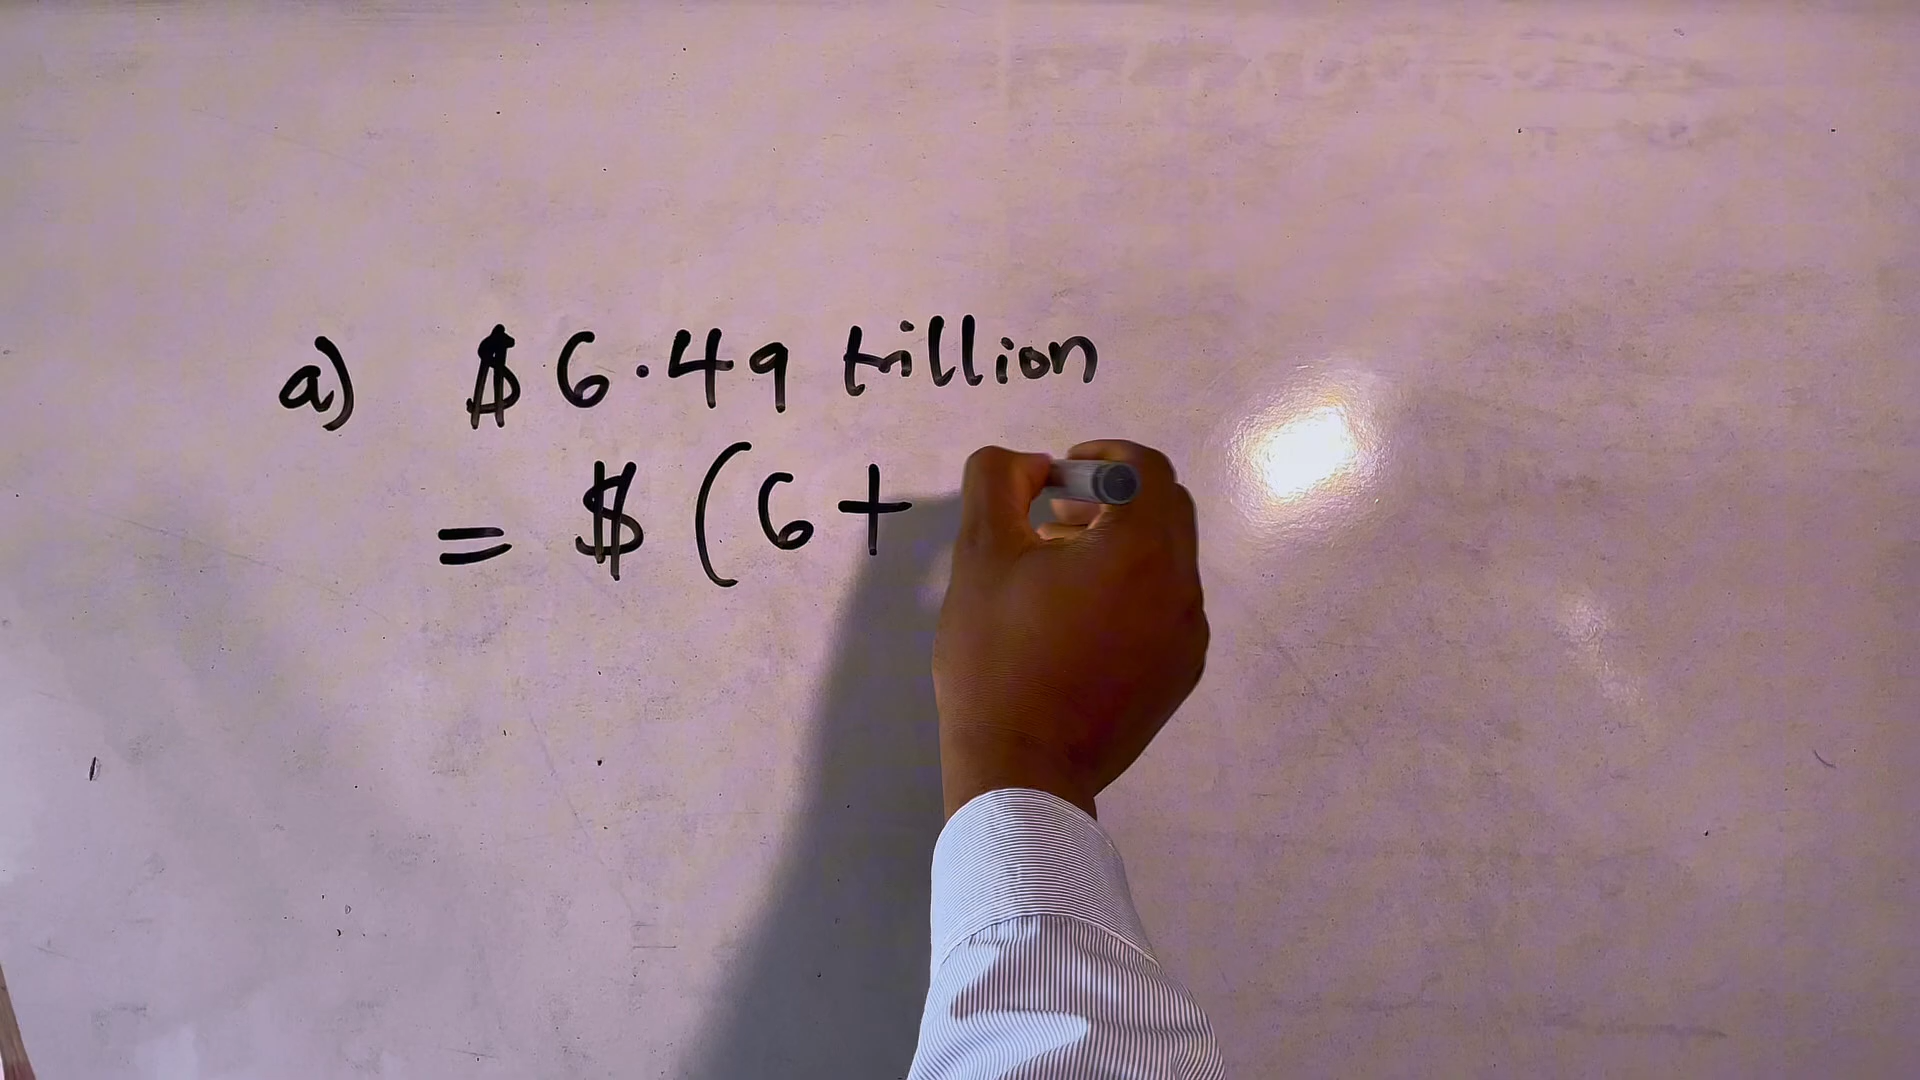 a) $ 6.49 trillion
= $ (6 +